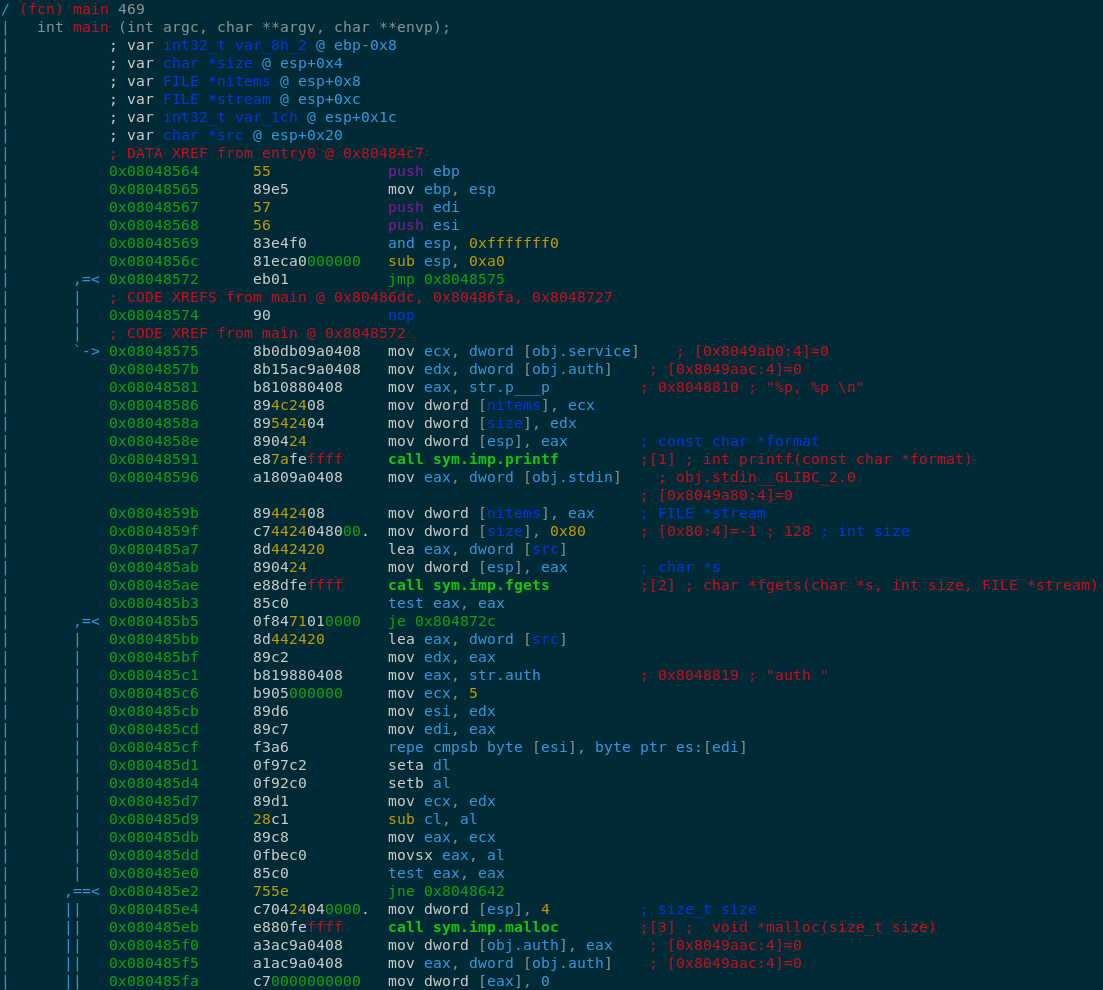 / (fcn) main 469
|   int main (int argc, char **argv, char **envp);
|           ; var int32_t var_8h_2 @ ebp-0x8
|           ; var char *size @ esp+0x4
|           ; var FILE *nitems @ esp+0x8
|           ; var FILE *stream @ esp+0xc
|           ; var int32_t var_1ch @ esp+0x1c
|           ; var char *src @ esp+0x20
|           ; DATA XREF from entry0 @ 0x80484c7
|           0x08048564      55             push ebp
|           0x08048565      89e5           mov ebp, esp
|           0x08048567      57             push edi
|           0x08048568      56             push esi
|           0x08048569      83e4f0         and esp, 0xfffffff0
|           0x0804856c      81eca0000000   sub esp, 0xa0
|       ,=< 0x08048572      eb01           jmp 0x8048575
|       |   ; CODE XREFS from main @ 0x80486dc, 0x80486fa, 0x8048727
|       |   0x08048574      90             nop
|       |   ; CODE XREF from main @ 0x8048572
|       `-> 0x08048575      8b0db09a0408   mov ecx, dword [obj.service]    ; [0x8049ab0:4]=0
|           0x0804857b      8b15ac9a0408   mov edx, dword [obj.auth]    ; [0x8049aac:4]=0
|           0x08048581      b810880408     mov eax, str.p___p          ; 0x8048810 ; "%p, %p \n"
|           0x08048586      894c2408       mov dword [nitems], ecx
|           0x0804858a      89542404       mov dword [size], edx
|           0x0804858e      890424         mov dword [esp], eax        ; const char *format
|           0x08048591      e87afeffff     call sym.imp.printf         ;[1] ; int printf(const char *format)
|           0x08048596      a1809a0408     mov eax, dword [obj.stdin]    ; obj.stdin__GLIBC_2.0
|                                                                      ; [0x8049a80:4]=0
|           0x0804859b      89442408       mov dword [nitems], eax     ; FILE *stream
|           0x0804859f      c74424048000.  mov dword [size], 0x80      ; [0x80:4]=-1 ; 128 ; int size
|           0x080485a7      8d442420       lea eax, dword [src]
|           0x080485ab      890424         mov dword [esp], eax        ; char *s
|           0x080485ae      e88dfeffff     call sym.imp.fgets          ;[2] ; char *fgets(char *s, int size, FILE *stream)
|           0x080485b3      85c0           test eax, eax
|       ,=< 0x080485b5      0f8471010000   je 0x804872c
|       |   0x080485bb      8d442420       lea eax, dword [src]
|       |   0x080485bf      89c2           mov edx, eax
|       |   0x080485c1      b819880408     mov eax, str.auth           ; 0x8048819 ; "auth "
|       |   0x080485c6      b905000000     mov ecx, 5
|       |   0x080485cb      89d6           mov esi, edx
|       |   0x080485cd      89c7           mov edi, eax
|       |   0x080485cf      f3a6           repe cmpsb byte [esi], byte ptr es:[edi]
|       |   0x080485d1      0f97c2         seta dl
|       |   0x080485d4      0f92c0         setb al
|       |   0x080485d7      89d1           mov ecx, edx
|       |   0x080485d9      28c1           sub cl, al
|       |   0x080485db      89c8           mov eax, ecx
|       |   0x080485dd      0fbec0         movsx eax, al
|       |   0x080485e0      85c0           test eax, eax
|      ,==< 0x080485e2      755e           jne 0x8048642
|      ||   0x080485e4      c70424040000.  mov dword [esp], 4          ; size_t size
|      ||   0x080485eb      e880feffff     call sym.imp.malloc         ;[3] ;  void *malloc(size_t size)
|      ||   0x080485f0      a3ac9a0408     mov dword [obj.auth], eax    ; [0x8049aac:4]=0
|      ||   0x080485f5      a1ac9a0408     mov eax, dword [obj.auth]    ; [0x8049aac:4]=0
|      ||   0x080485fa      c70000000000   mov dword [eax], 0